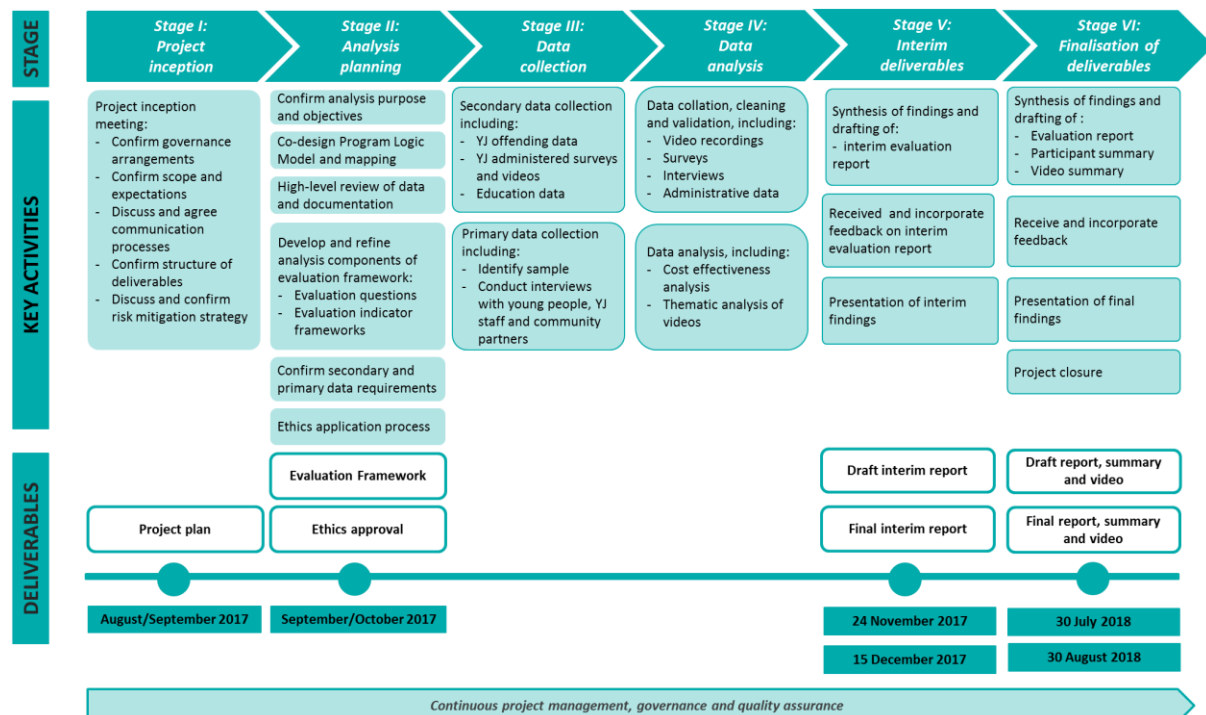 STAGE
Stage I:
Project
inception
Stage II:
Analysis
planning
Stage III:
Data
collection
Stage IV:
Data
analysis
Stage V:
Interim
deliverables
Stage VI:
Finalisation of
deliverables
KEY ACTIVITIES
Project inception
meeting:
- Confirm governance
arrangements
- Confirm scope and
expectations
- Discuss and agree
communication
processes
- Confirm structure of
deliverables
- Discuss and confirm
risk mitigation strategy
Confirm analysis purpose
and objectives
Co-design Program Logic
Model and mapping
High-level review of data
and documentation
Develop and refine
analysis components of
evaluation framework:
- Evaluation questions
- Evaluation indicator
frameworks
Confirm secondary and
primary data requirements
Ethics application process
Secondary data collection
including:
- YJ offending data
- YJ administered surveys
and videos
- Education data
Primary data collection
including:
- Identify sample
- Conduct interviews
with young people, YJ
staff and community
partners
Data collation, cleaning
and validation, including:
- Video recordings
- Surveys
- Interviews
- Administrative data
Data analysis, including:
- Cost effectiveness
analysis
- Thematic analysis of
videos
Synthesis of findings and
drafting of:
- interim evaluation
report
Received and incorporate
feedback on interim
evaluation report
Presentation of interim
findings
Synthesis of findings and
drafting of :
- Evaluation report
- Participant summary
- Video summary
Receive and incorporate
feedback
Presentation of final
findings
Project closure
DELIVERABLES
Project plan
Evaluation Framework
Ethics approval
Draft interim report
Final interim report
Draft report, summary
and video
Final report, summary
and video
August/September 2017
September/October 2017
24 November 2017
15 December 2017
30 July 2018
30 August 2018
Continuous project management, governance and quality assurance